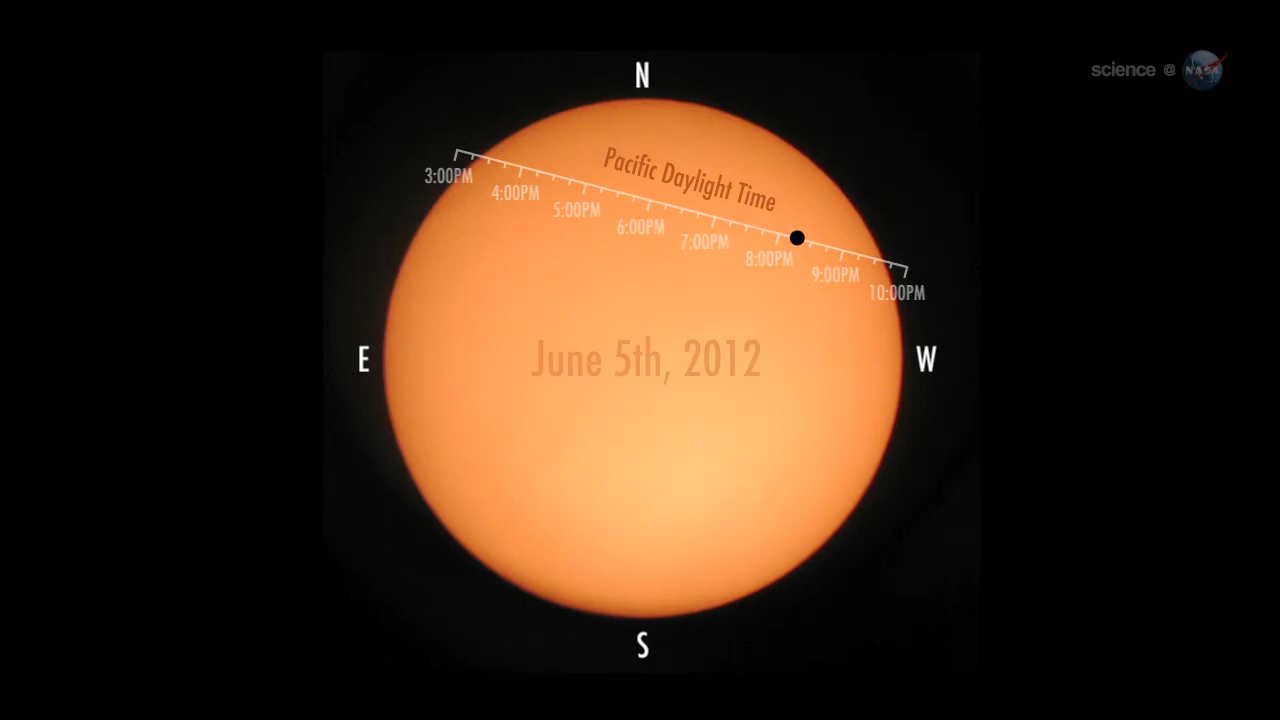 N
science @ NASA
Pacific Daylight Time
3:00PM
4:00PM
5:00PM
6:00PM
7:00PM
8:00PM
9:00PM
10:00PM
E
June 5th, 2012
W
S